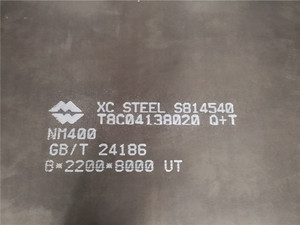 XC STEEL S814540
T8C04138020 Q+T
NM400
GB/T 24186
8*2200*8000 UT